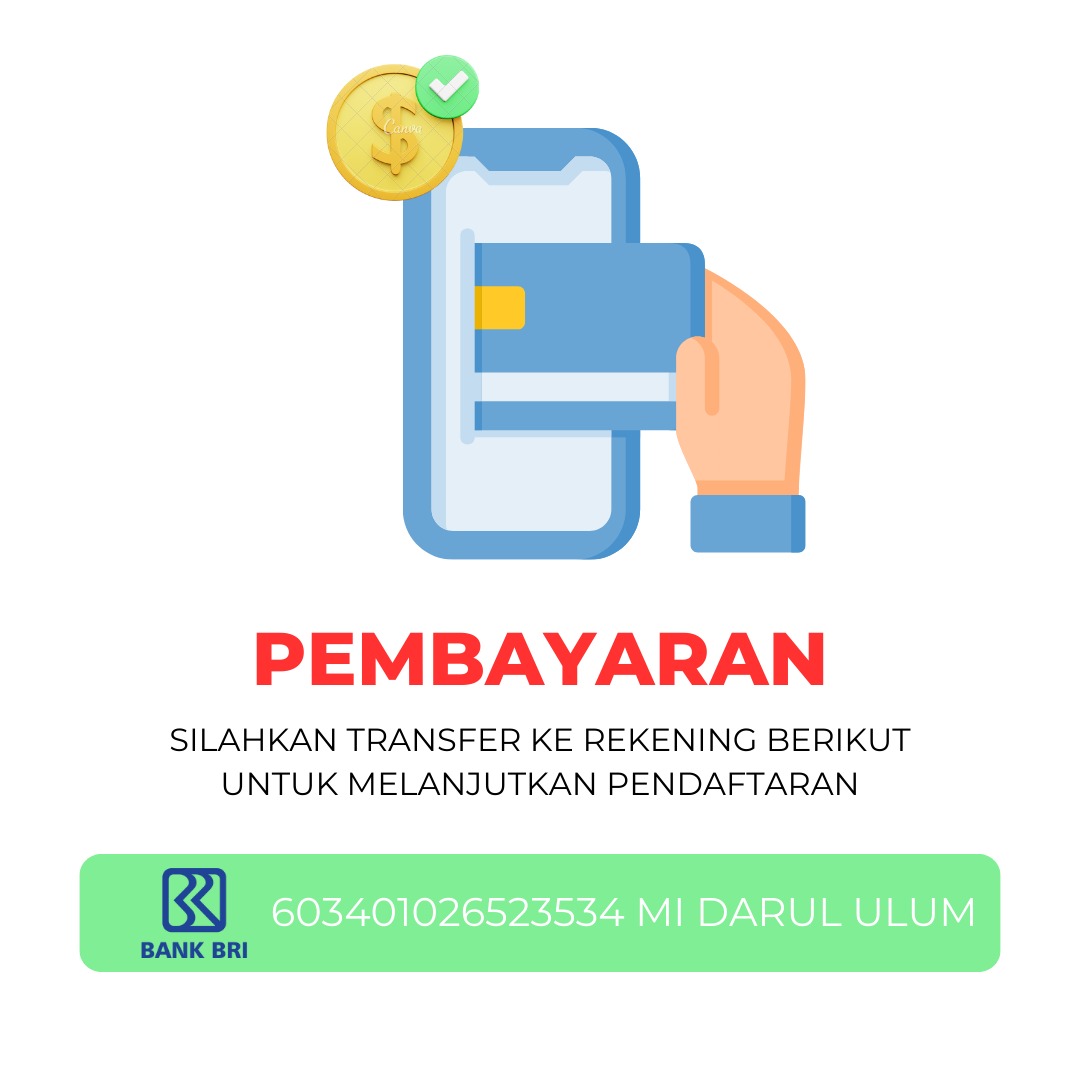 $
Canva
PEMBAYARAN
SILAHKAN TRANSFER KE REKENING BERIKUT
UNTUK MELANJUTKAN PENDAFTARAN
BANK BRI
603401026523534 MI DARUL ULUM